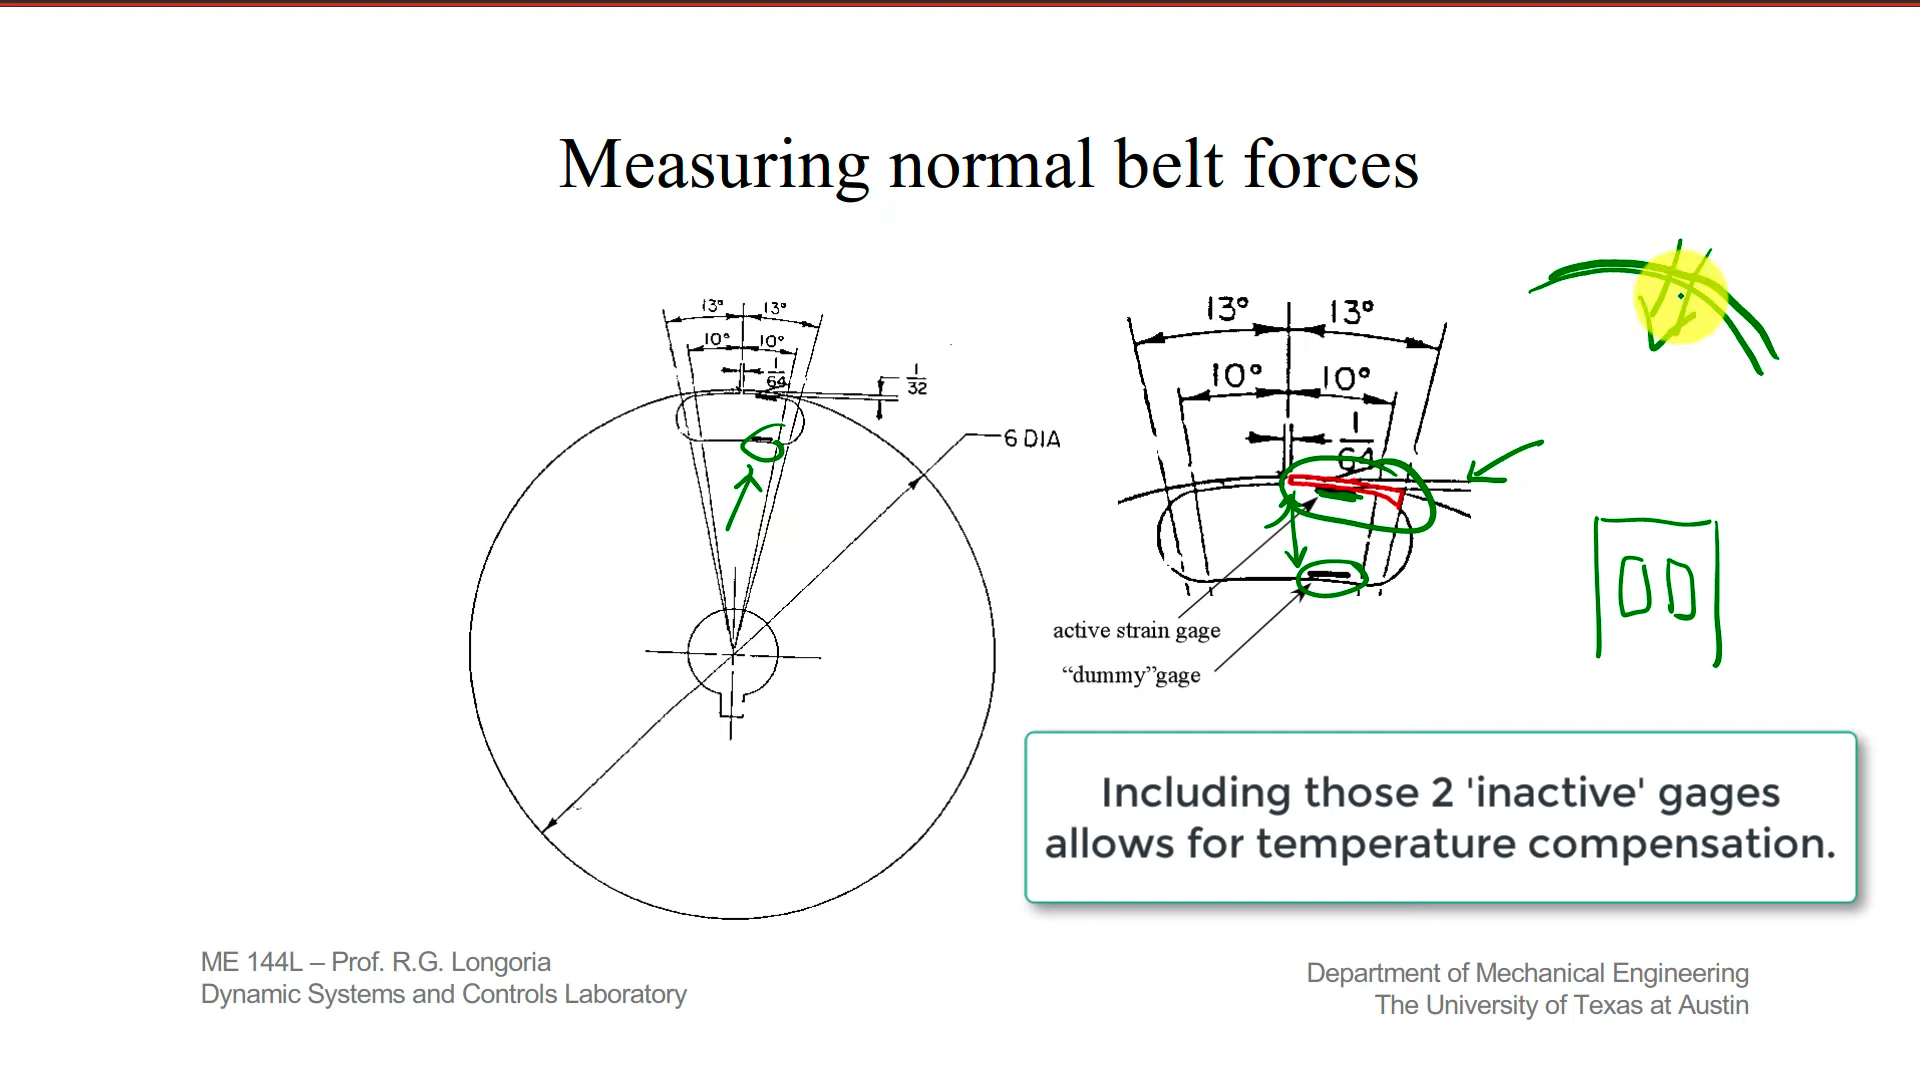 Measuring normal belt forces
13° 13°
10° 10°
1
64
1
32
6 DIA
13° 13°
10° 10°
1
64
active strain gage
“dummy”gage
Including those 2 'inactive' gages
allows for temperature compensation.
ME 144L – Prof. R.G. Longoria
Dynamic Systems and Controls Laboratory
Department of Mechanical Engineering
The University of Texas at Austin